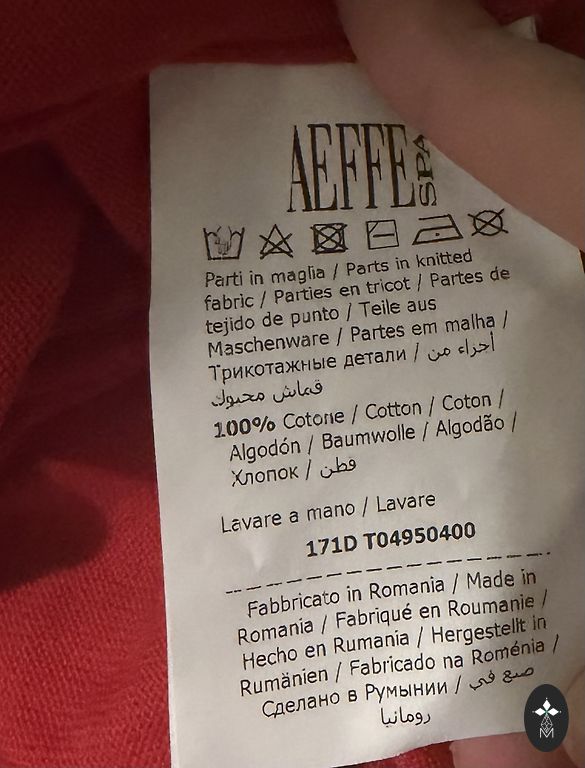 AEFFE SPA
Parti in maglia / Parts in knitted
fabric / Parties en tricot / Partes de
tejido de punto / Teile aus
Maschenware / Partes em malha /
Трикотажные детали / أجزاء من
قماش محبوك
100% Cotone / Cotton / Coton /
Algodón / Baumwolle / Algodão /
Хлопок / قطن
Lavare a mano / Lavare
171D T04950400
Fabbricato in Romania / Made in
Romania / Fabriqué en Roumanie /
Hecho en Rumania / Hergestellt in
Rumänien / Fabricado na Roménia /
Сделано в Румынии / صنع في
رومانيا